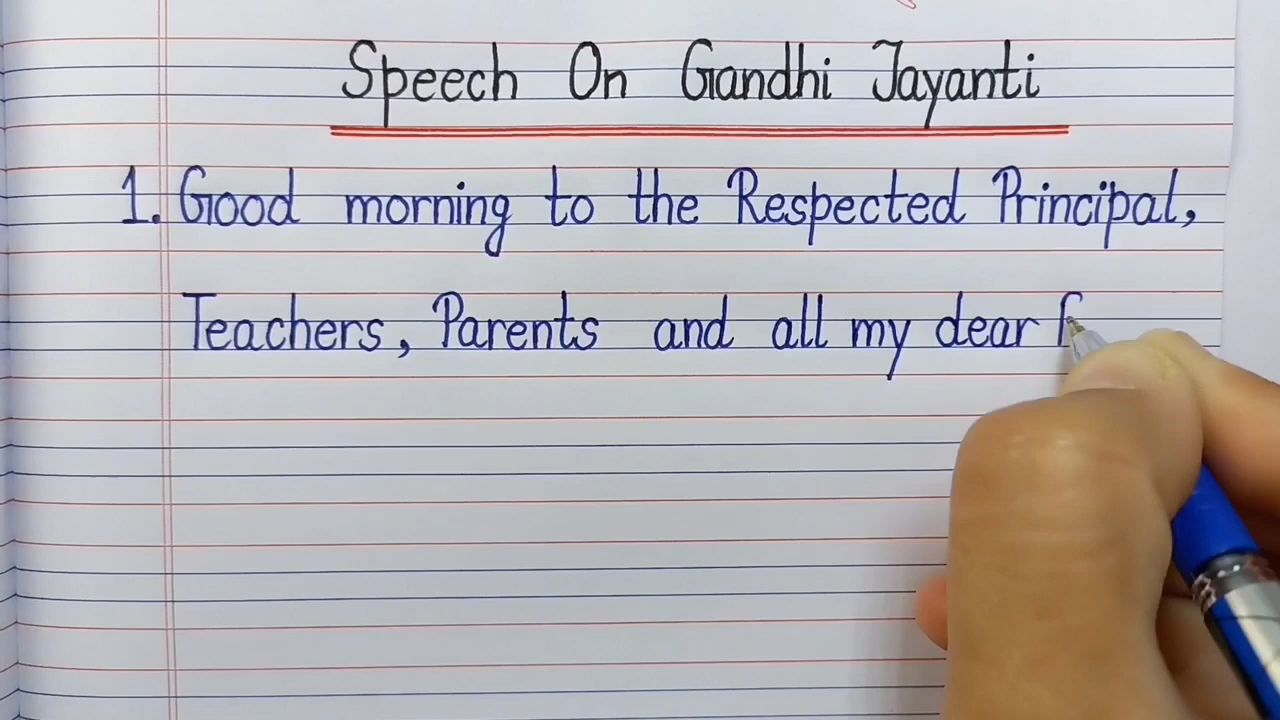 Speech On Gandhi Jayanti
1. Good morning to the Respected Principal,
Teachers, Parents and all my dear f